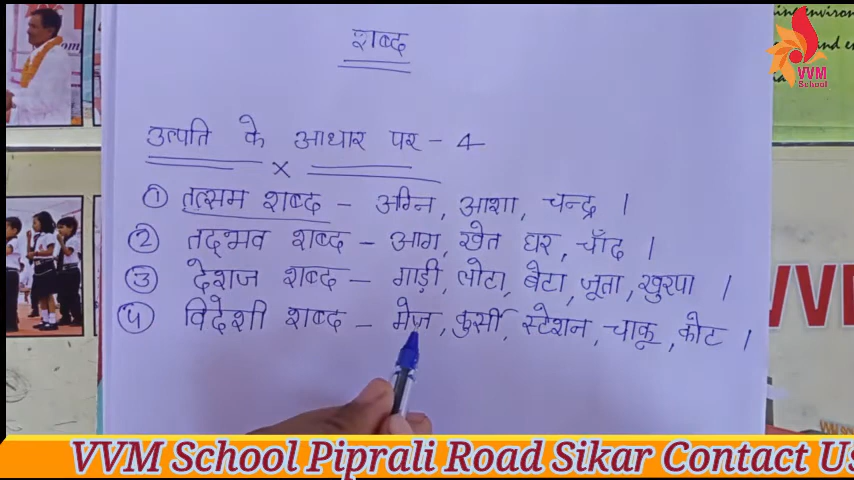 शब्द
उत्पति के आधार पर - 4
×
① तत्सम शब्द - अग्नि, आशा, चन्द्र ।
② तद्भव शब्द - आग, खेत घर, चाँद ।
③ देशज शब्द - गाड़ी, लोटा, बेटा, जूता, खुरपा ।
④ विदेशी शब्द - मेज, कुर्सी, स्टेशन, चाकू, कोट ।
VVM
School
VVM School Piprali Road Sikar Contact Us